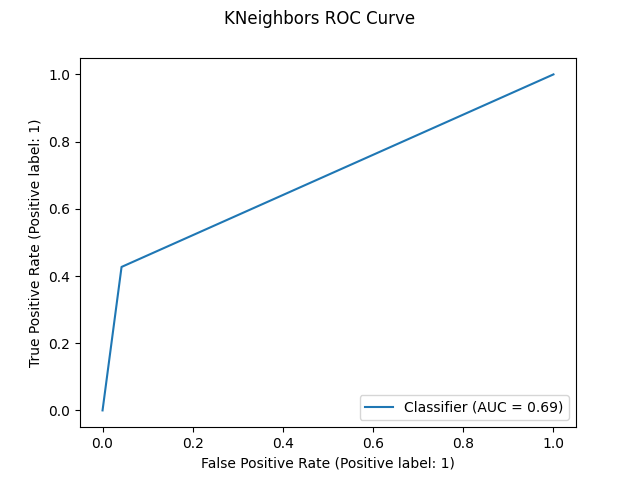 KNeighbors ROC Curve
1.0
0.8
0.6
0.4
0.2
0.0
True Positive Rate (Positive label: 1)
Classifier (AUC = 0.69)
0.0 0.2 0.4 0.6 0.8 1.0
False Positive Rate (Positive label: 1)